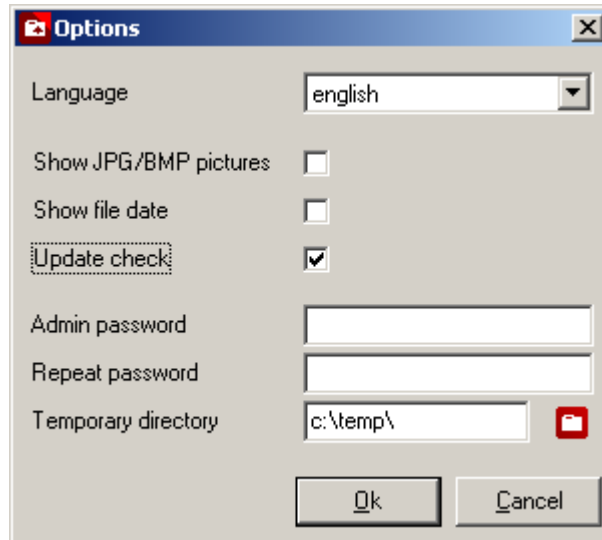 Options
Language english
Show JPG/BMP pictures
Show file date
Update check
Admin password
Repeat password
Temporary directory c:\temp\
Ok Cancel